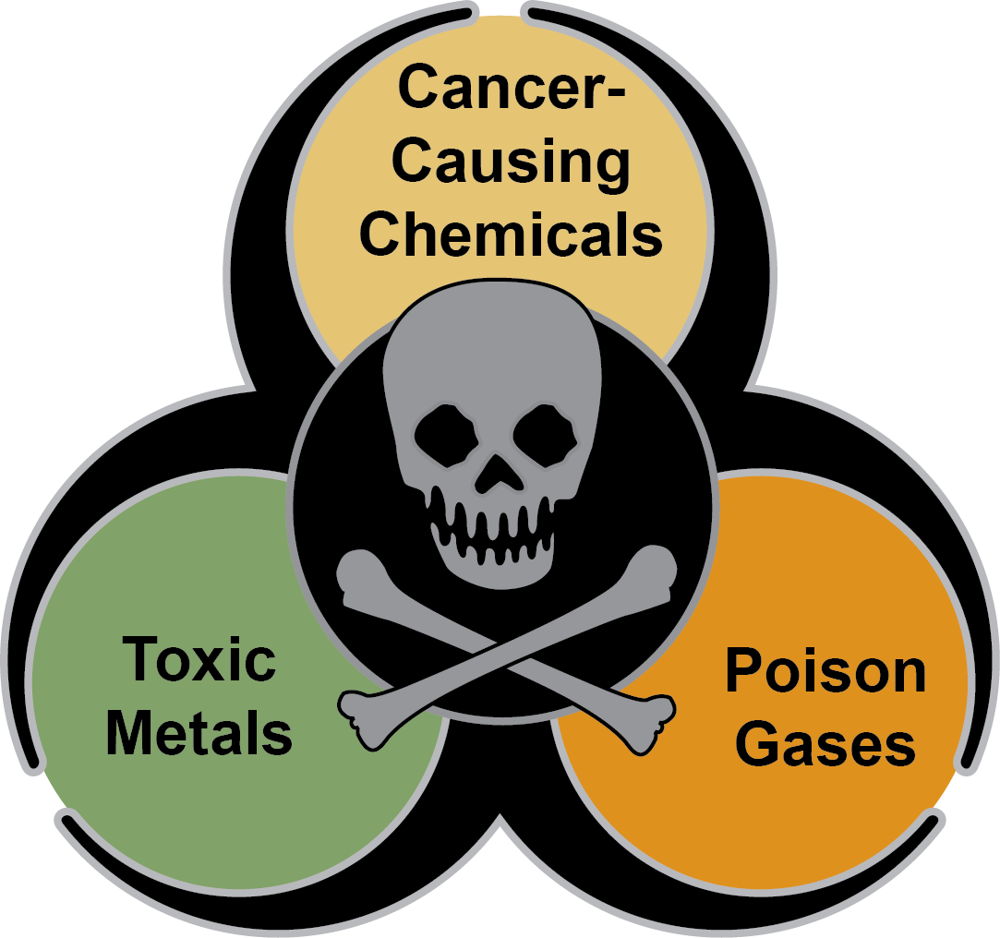 Cancer-
Causing
Chemicals
Toxic
Metals
Poison
Gases